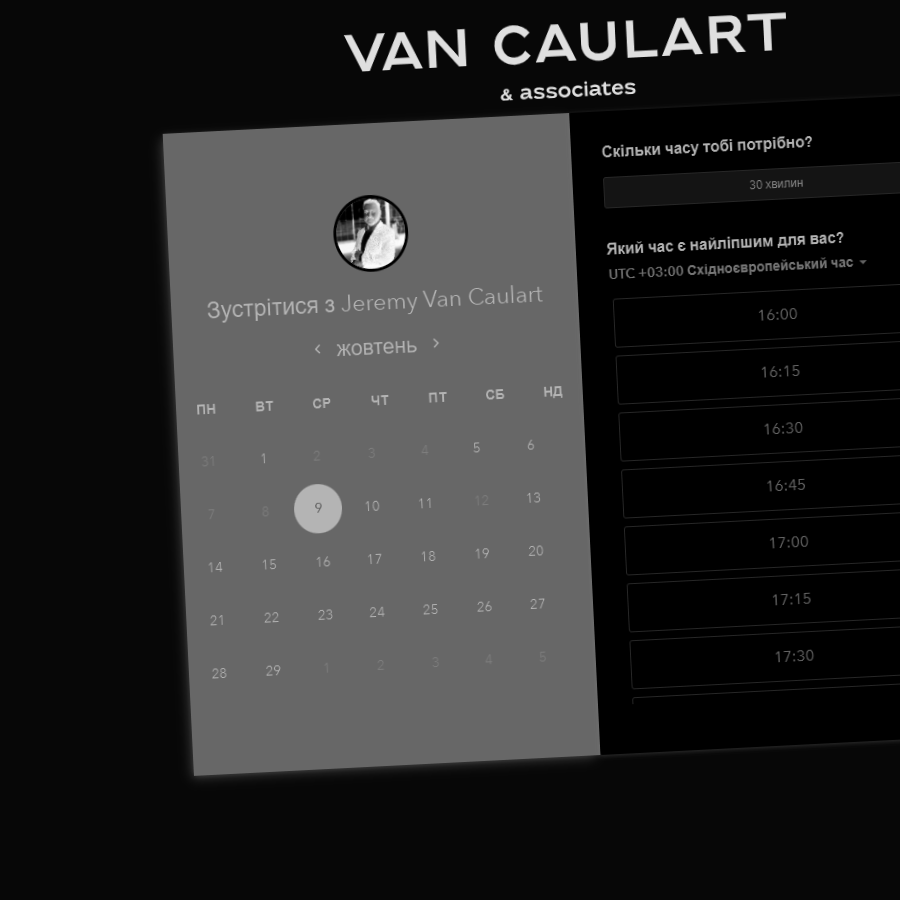 VAN CAULART
& associates
Зустрітися з Jeremy Van Caulart
‹ жовтень ›
ПН ВТ СР ЧТ ПТ СБ НД
31 1 2 3 4 5 6
7 8 9 10 11 12 13
14 15 16 17 18 19 20
21 22 23 24 25 26 27
28 29 1 2 3 4 5
Скільки часу тобі потрібно?
30 хвилин
Який час є найліпшим для вас?
UTC +03:00 Східноєвропейський час
16:00
16:15
16:30
16:45
17:00
17:15
17:30